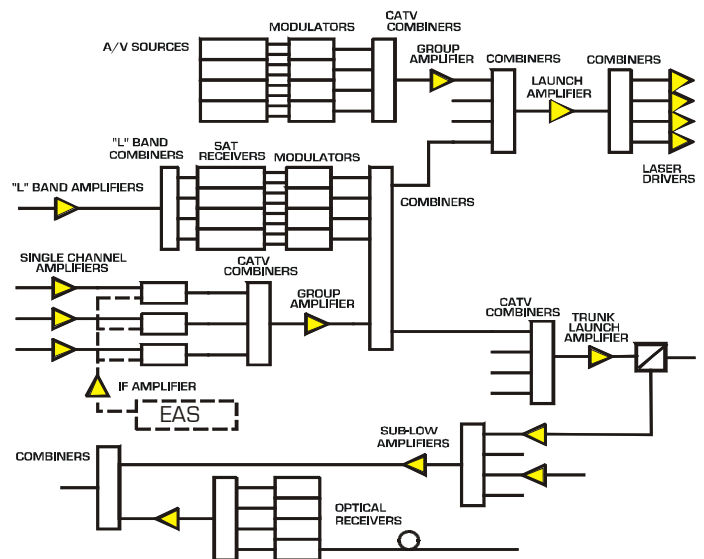 CATV
COMBINERS
MODULATORS
A/V SOURCES
GROUP
AMPLIFIER
COMBINERS
LAUNCH
AMPLIFIER
COMBINERS
LASER
DRIVERS
"L" BAND
COMBINERS
SAT
RECEIVERS
MODULATORS
"L" BAND AMPLIFIERS
COMBINERS
SINGLE CHANNEL
AMPLIFIERS
CATV
COMBINERS
GROUP
AMPLIFIER
CATV
COMBINERS
TRUNK
LAUNCH
AMPLIFIER
IF AMPLIFIER
EAS
SUB-LOW
AMPLIFIERS
COMBINERS
OPTICAL
RECEIVERS